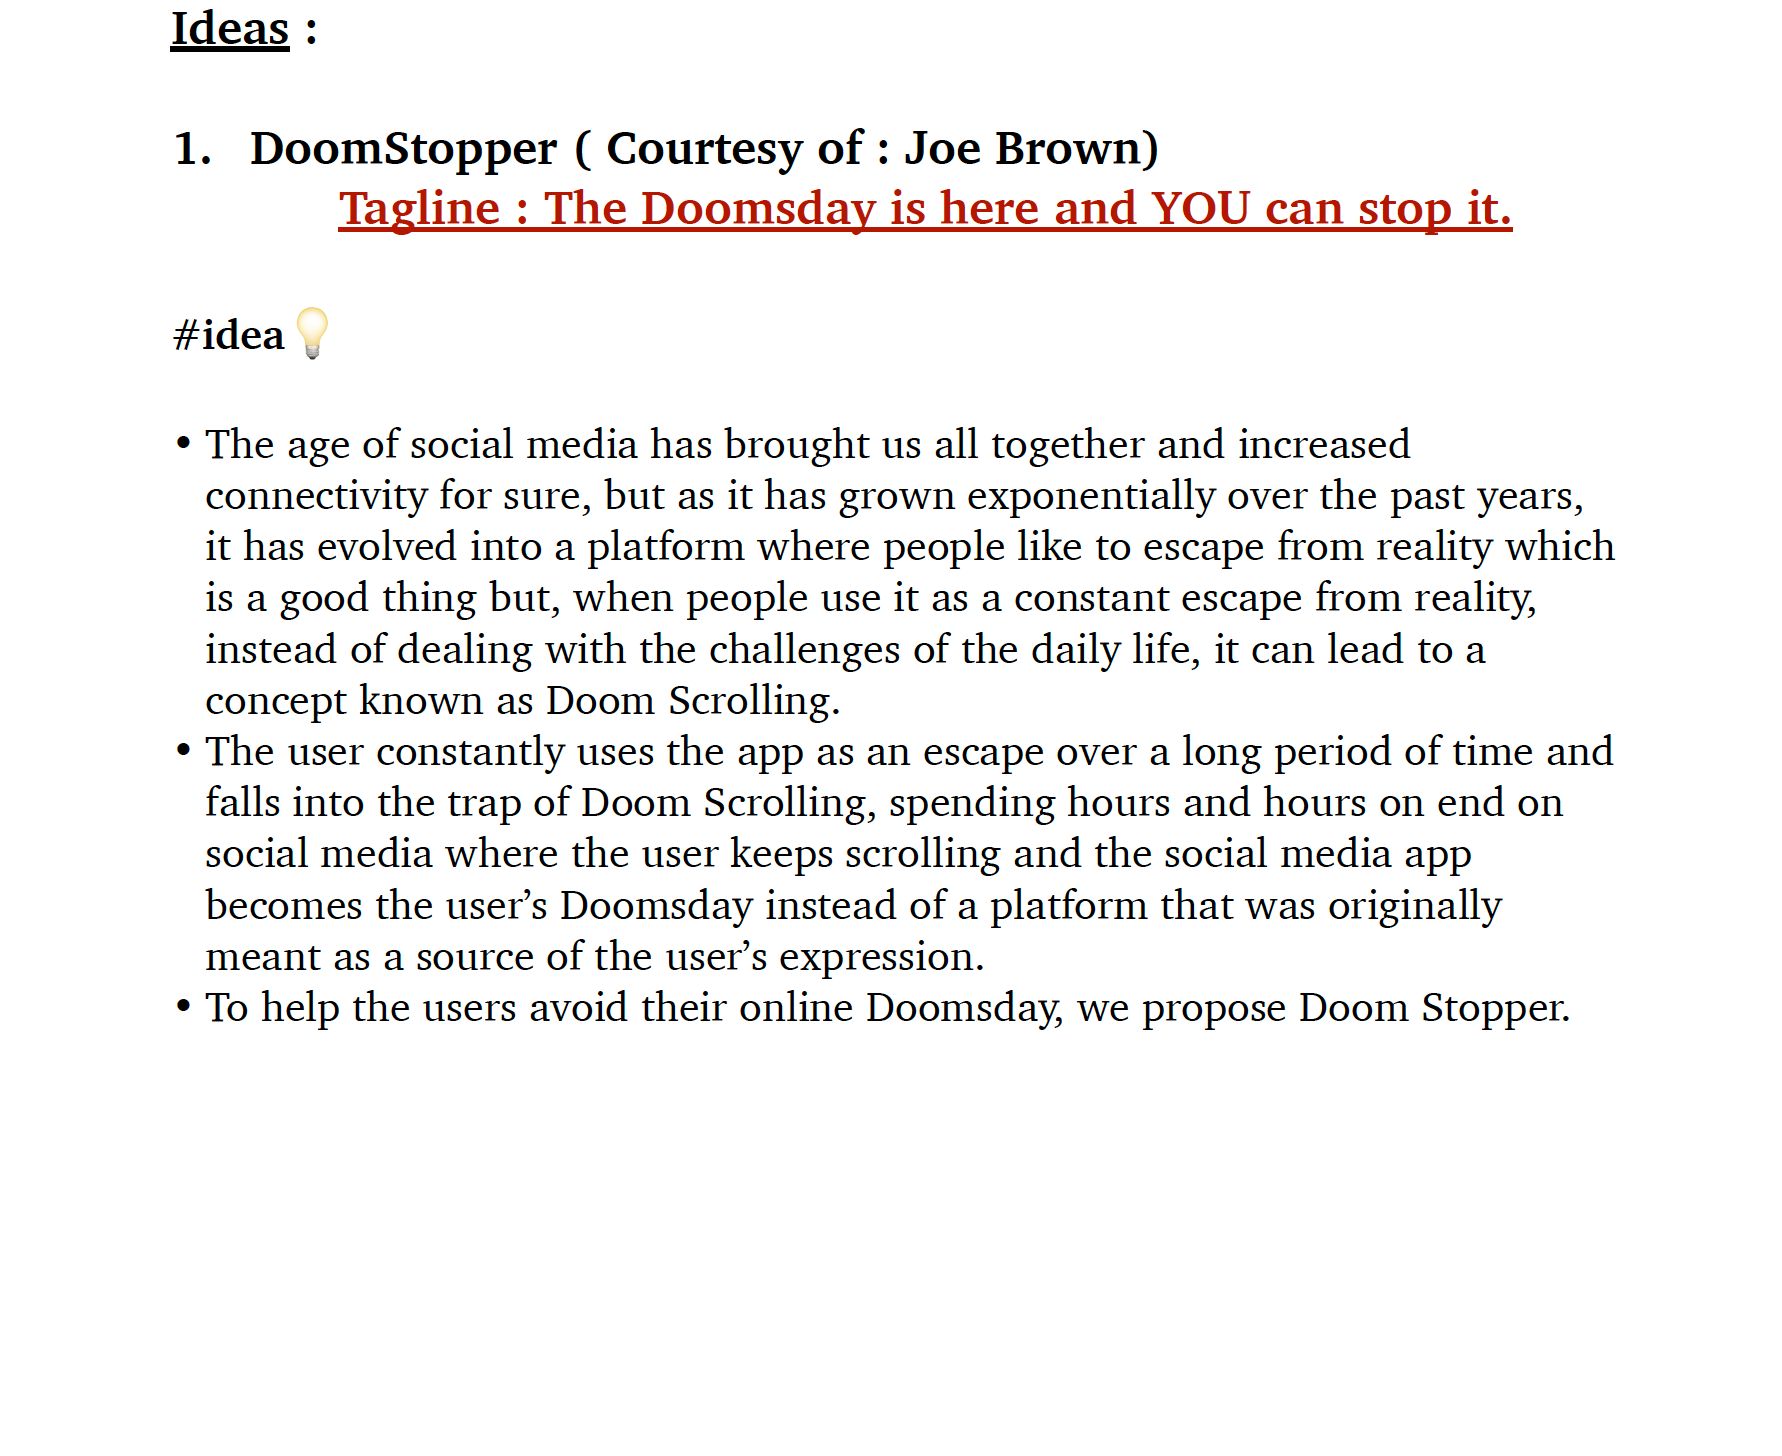 Ideas :
1. DoomStopper ( Courtesy of : Joe Brown)
Tagline : The Doomsday is here and YOU can stop it.
#idea💡
• The age of social media has brought us all together and increased
connectivity for sure, but as it has grown exponentially over the past years,
it has evolved into a platform where people like to escape from reality which
is a good thing but, when people use it as a constant escape from reality,
instead of dealing with the challenges of the daily life, it can lead to a
concept known as Doom Scrolling.
• The user constantly uses the app as an escape over a long period of time and
falls into the trap of Doom Scrolling, spending hours and hours on end on
social media where the user keeps scrolling and the social media app
becomes the user’s Doomsday instead of a platform that was originally
meant as a source of the user’s expression.
• To help the users avoid their online Doomsday, we propose Doom Stopper.